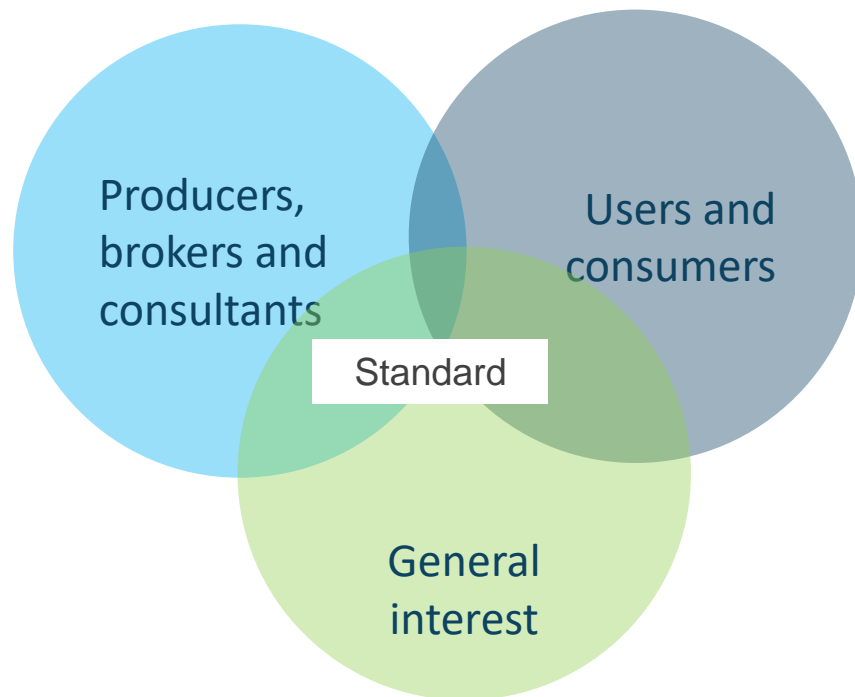 Producers,
brokers and
consultants
Users and
consumers
Standard
General
interest